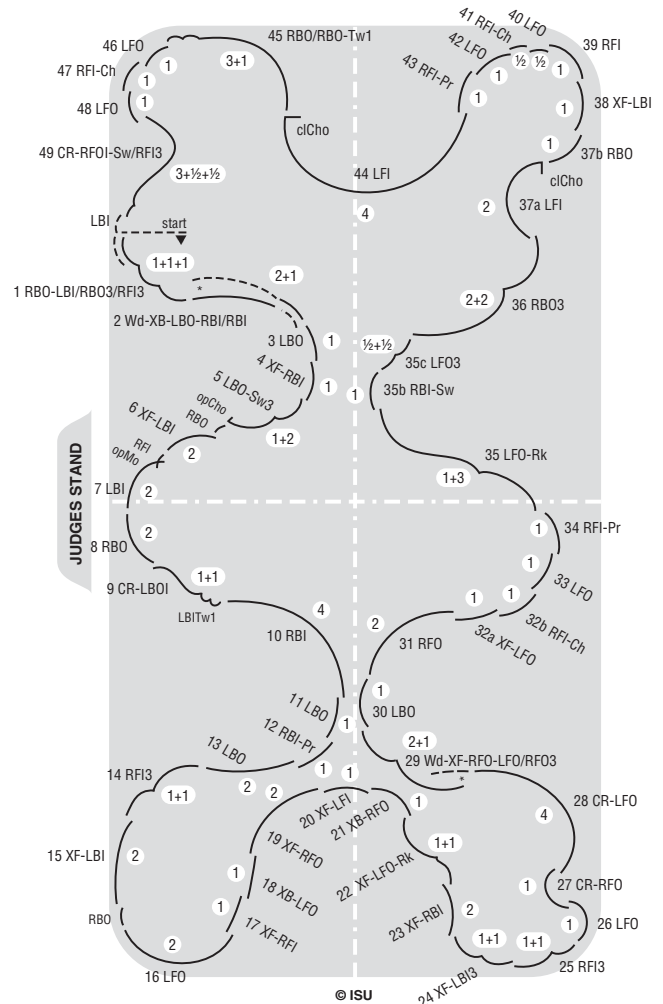 46 LFO
45 RBO/RBO-Tw1
3+1
47 RFI-Ch
1
1
48 LFO
clCho
49 CR-RFOI-Sw/RFI3
3+½+½
LBI
start
1+1+1
1 RBO-LBI/RBO3/RFI3
*
2+1
2 Wd-XB-LBO-RBI/RBI
3 LBO
1
4 XF-RBI
1
5 LBO-Sw3
opCho
RBO
1+2
6 XF-LBI
2
RFI
opMo
JUDGES STAND
7 LBI
2
8 RBO
2
9 CR-LBOI
1+1
LBITw1
10 RBI
4
11 LBO
1
12 RBI-Pr
1
13 LBO
2
14 RFI3
1+1
15 XF-LBI
2
RBO
16 LFO
2
17 XF-RFI
1
18 XB-LFO
1
19 XF-RFO
2
20 XF-LFI
1
21 XB-RFO
1
22 XF-LFO-Rk
1+1
23 XF-RBI
2
24 XF-LBI3
1+1
25 RFI3
1+1
26 LFO
1
27 CR-RFO
1
28 CR-LFO
4
29 Wd-XF-RFO-LFO/RFO3
*
2+1
30 LBO
1
31 RFO
2
32a XF-LFO
1
32b RFI-Ch
1
33 LFO
1
34 RFI-Pr
1
35 LFO-Rk
1+3
35b RBI-Sw
1
35c LFO3
½+½
36 RBO3
2+2
37a LFI
2
clCho
37b RBO
1
38 XF-LBI
1
39 RFI
1
40 LFO
½
41 RFI-Ch
½
42 LFO
1
43 RFI-Pr
1
44 LFI
4
© ISU